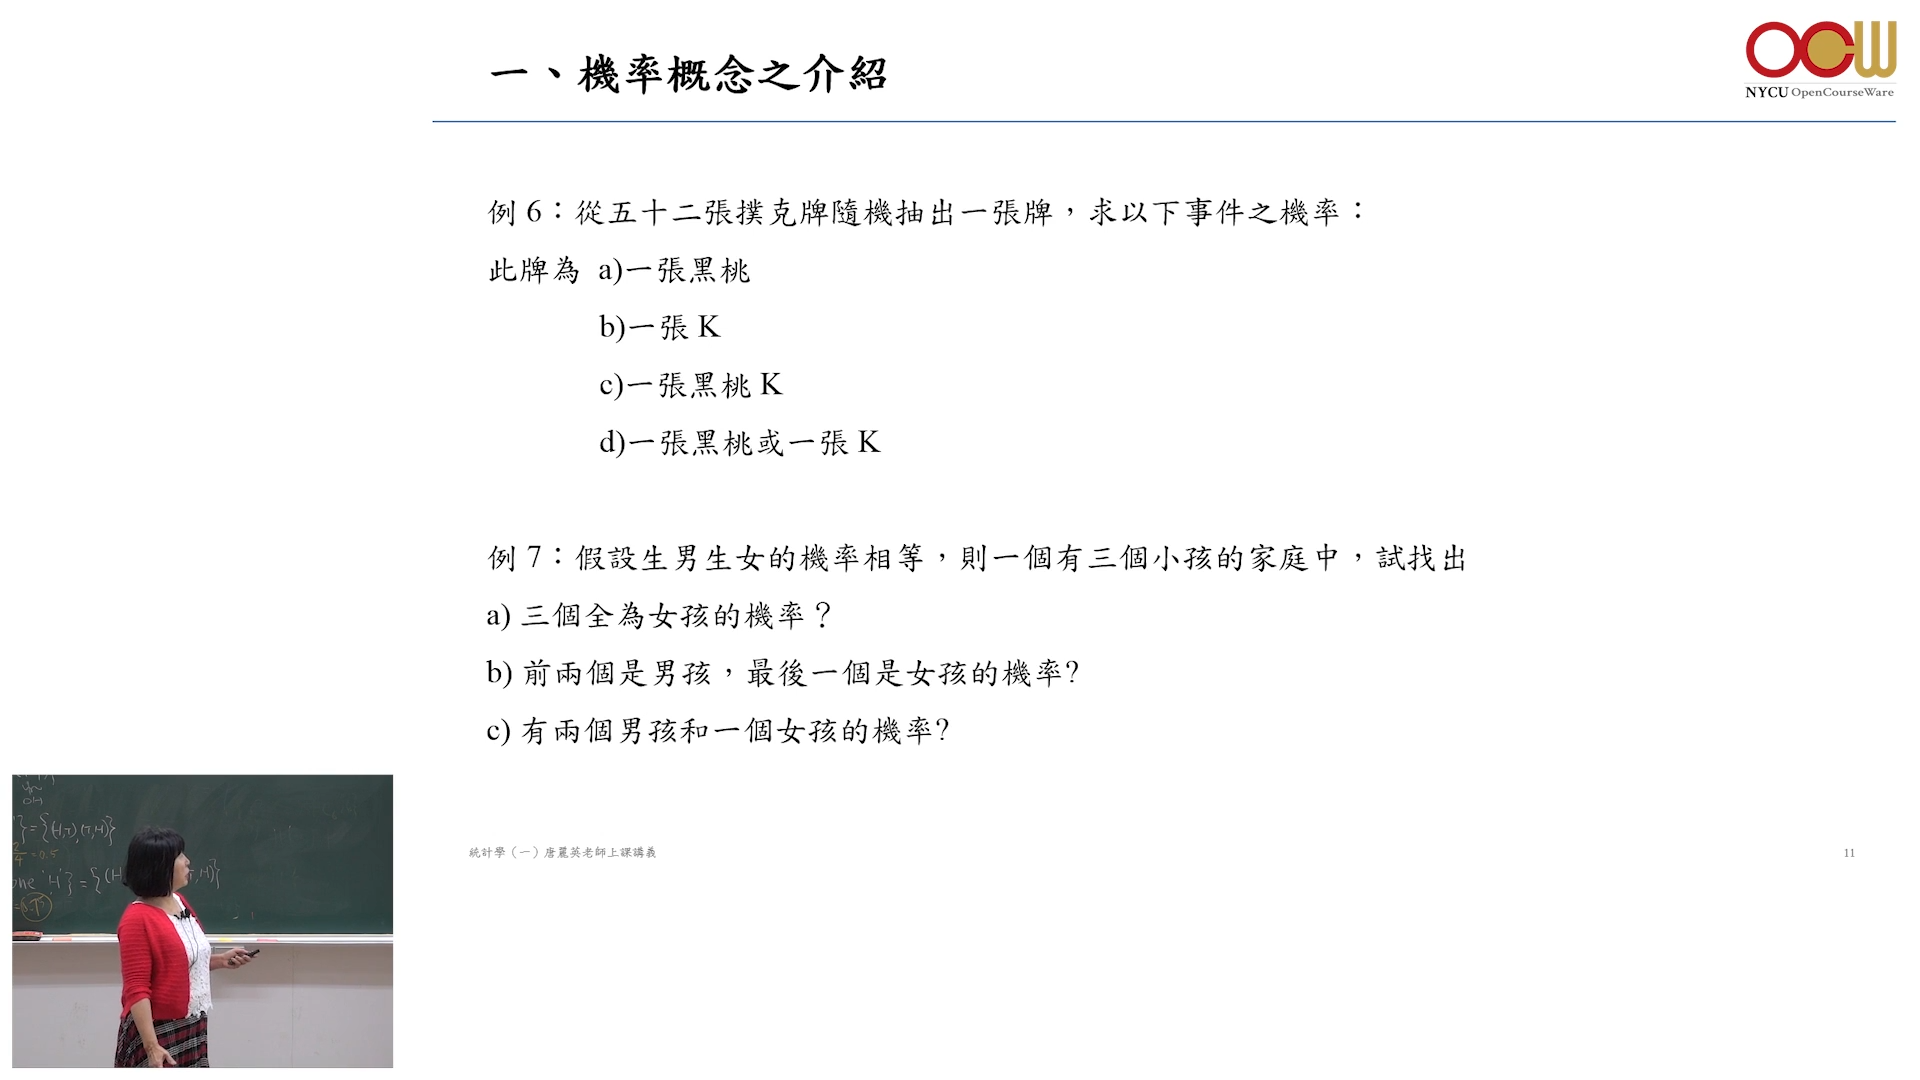 一、機率概念之介紹
OCW
NYCU OpenCourseWare
例 6：從五十二張撲克牌隨機抽出一張牌，求以下事件之機率：
此牌為 a)一張黑桃
b)一張 K
c)一張黑桃 K
d)一張黑桃或一張 K
例 7：假設生男生女的機率相等，則一個有三個小孩的家庭中，試找出
a) 三個全為女孩的機率？
b) 前兩個是男孩，最後一個是女孩的機率?
c) 有兩個男孩和一個女孩的機率?
}={(H,T),(T,H)}
2/4 =0.5
one 'H'}={(H
,H)}
統計學（一）唐麗英老師上課講義
11